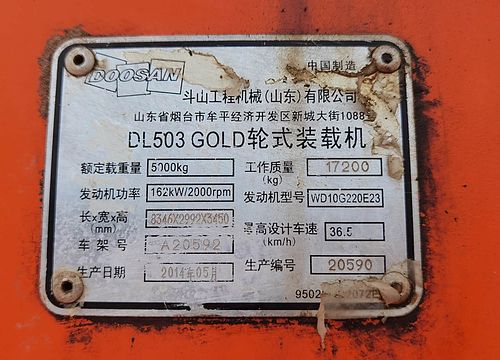 DOOSAN
中国制造
斗山工程机械(山东)有限公司
山东省烟台市牟平经济开发区新城大街1088
DL503 GOLD轮式装载机
额定载重量 5000kg 工作质量 (kg) 17200
发动机功率 162kW/2000rpm 发动机型号 WD10G220E23
长x宽x高 (mm) 8346X2992X3450 最高设计车速 (km/h) 36.5
车架号 A20592
生产日期 2014年05月 生产编号 20590